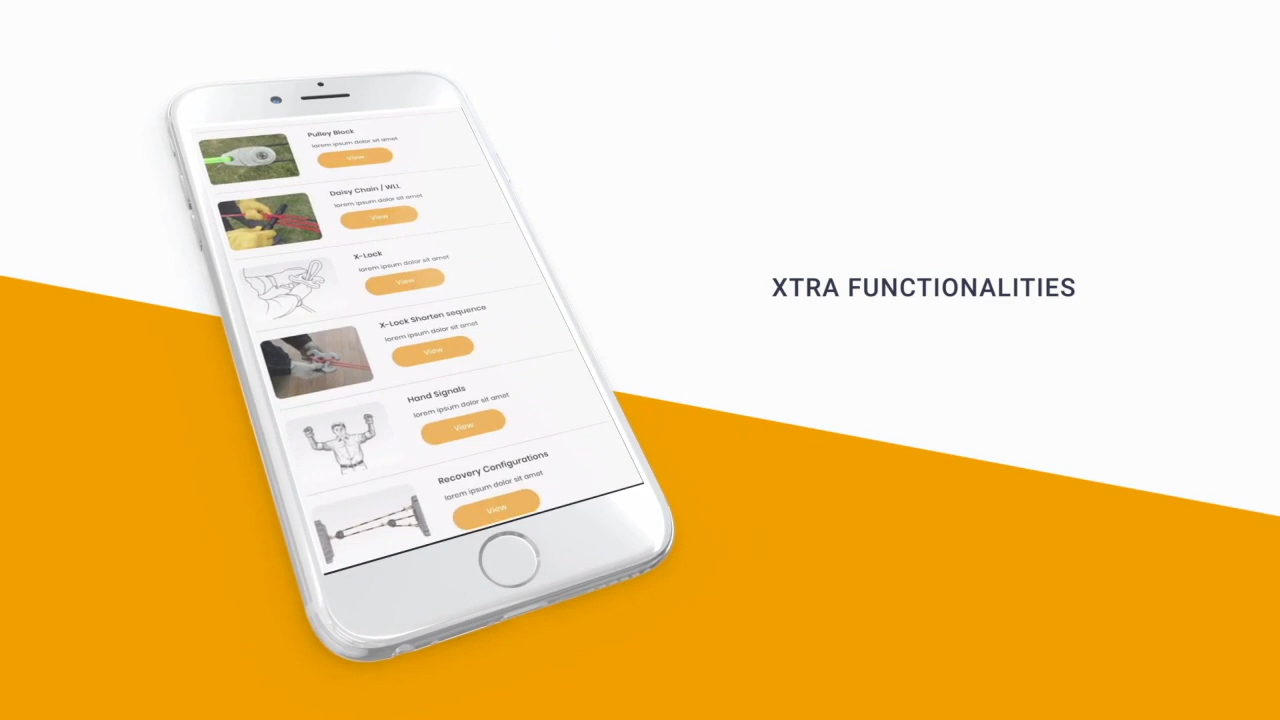 Pulley Block
lorem ipsum dolor sit amet
View
Daisy Chain / WLL
lorem ipsum dolor sit amet
View
X-Lock
lorem ipsum dolor sit amet
View
X-Lock Shorten sequence
lorem ipsum dolor sit amet
View
Hand Signals
lorem ipsum dolor sit amet
View
Recovery Configurations
lorem ipsum dolor sit amet
View
XTRA FUNCTIONALITIES